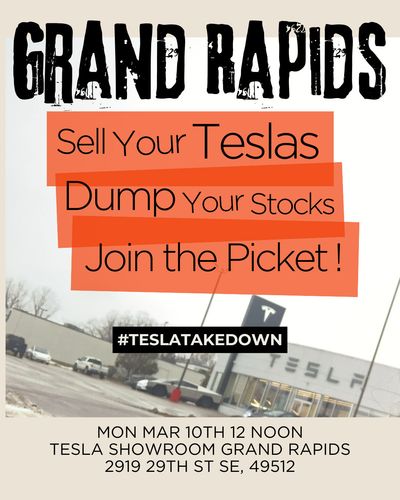 GRAND RAPIDS
Sell Your Teslas
Dump Your Stocks
Join the Picket !
TESLA
#TESLATAKEDOWN
MON MAR 10TH 12 NOON
TESLA SHOWROOM GRAND RAPIDS
2919 29TH ST SE, 49512